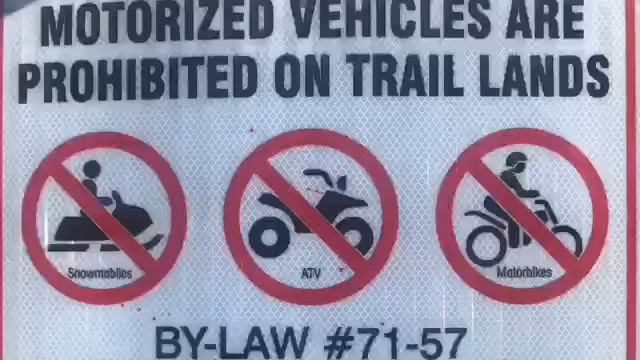 MOTORIZED VEHICLES ARE
PROHIBITED ON TRAIL LANDS
Snowmobiles
ATV
Motorbikes
BY-LAW #71-57